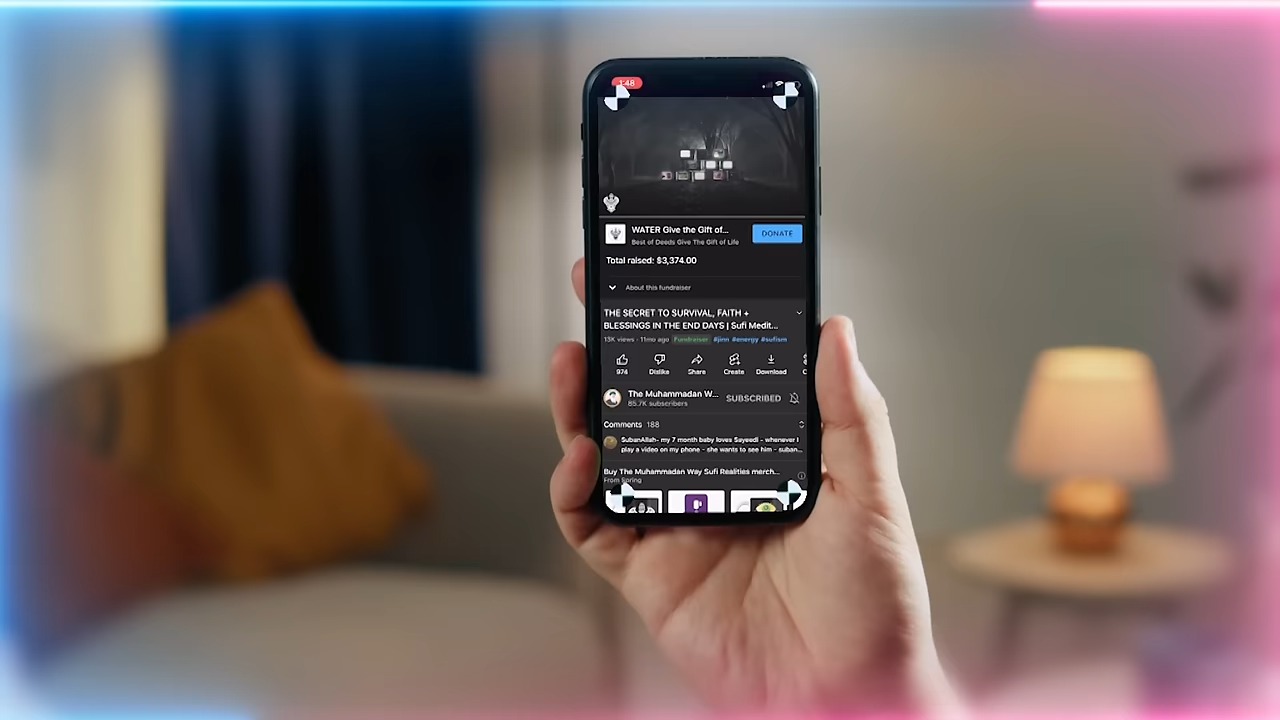 1:48
WATER Give the Gift of...
Best of Deeds Give The Gift of Life
DONATE
Total raised: $3,374.00
About this fundraiser
THE SECRET TO SURVIVAL, FAITH +
BLESSINGS IN THE END DAYS | Sufi Medit...
13K views · 11mo ago Fundraiser #jinn #energy #sufism
974
Dislike
Share
Create
Download
The Muhammadan W...
85.7K subscribers
SUBSCRIBED
Comments 188
SubanAllah- my 7 month baby loves Sayeedi - whenever I
play a video on my phone - she wants to see him - suban...
Buy The Muhammadan Way Sufi Realities merch...
From Spring